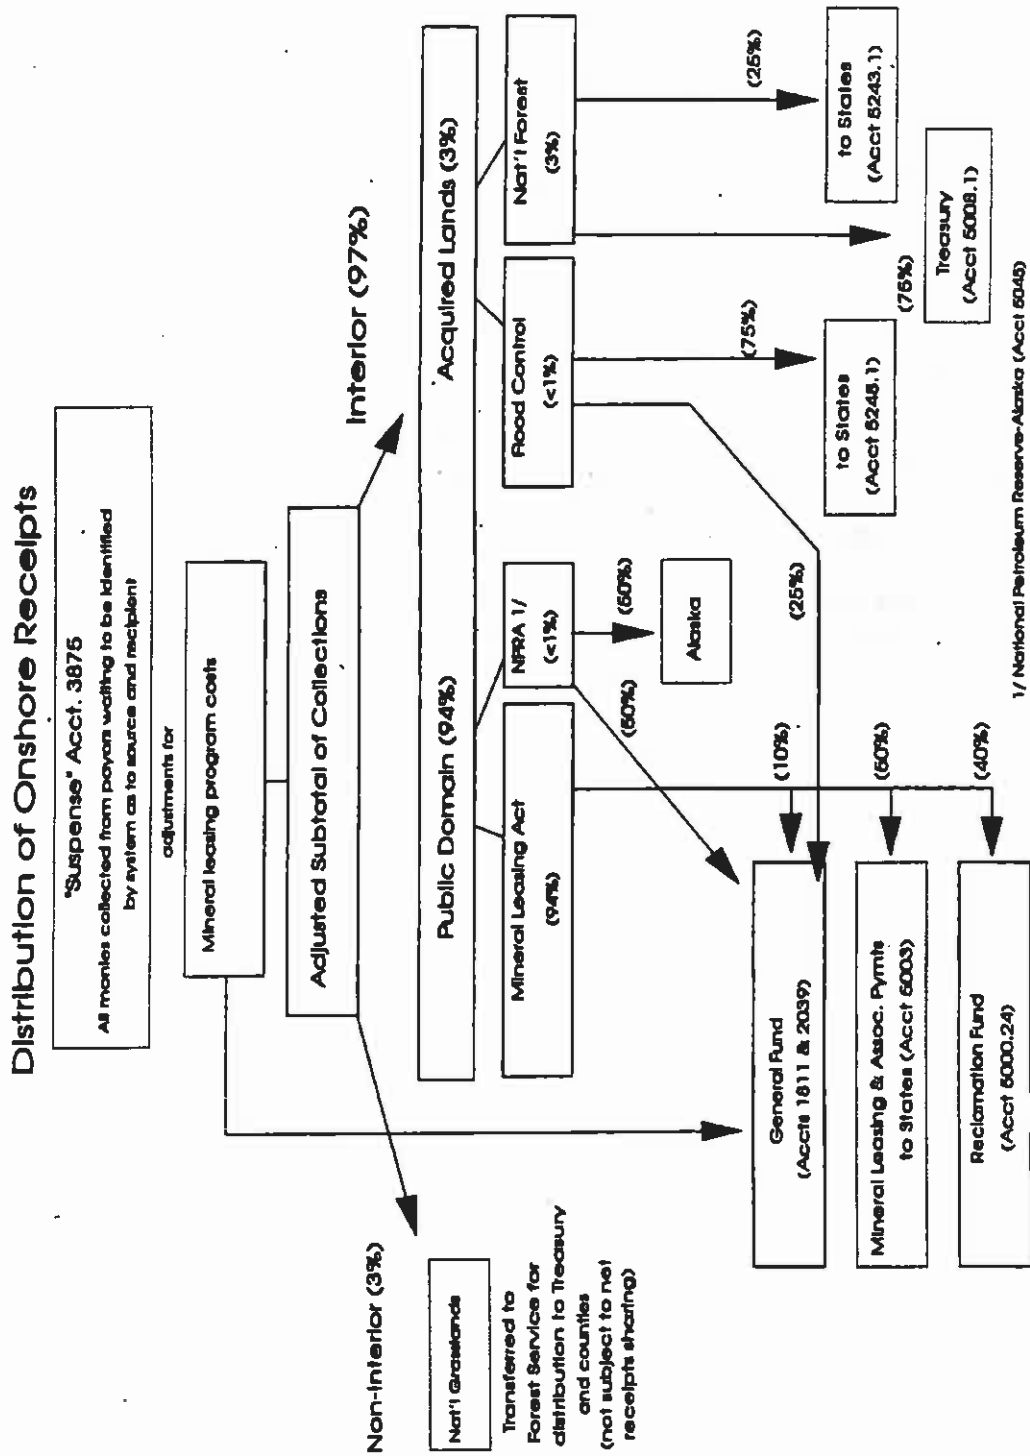 Distribution of Onshore Receipts
"Suspense" Acct. 3875
All monies collected from payors waiting to be identified
by system as to source and recipient
adjustments for
Mineral leasing program costs
Adjusted Subtotal of Collections
Non-Interior (3%)
Interior (97%)
Nat'l Grasslands
Transferred to
Forest Service for
distribution to Treasury
and counties
(not subject to net
receipts sharing)
Public Domain (94%)
Acquired Lands (3%)
Mineral Leasing Act
(94%)
NPRA 1/
(<1%)
Flood Control
(<1%)
Nat'l Forest
(3%)
(50%)
(50%)
Alaska
(25%)
(75%)
(75%)
(25%)
(10%)
(50%)
(40%)
General Fund
(Accts 1811 & 2039)
Mineral Leasing & Assoc. Pymts
to States (Acct 5003)
Reclamation Fund
(Acct 5000.24)
to States
(Acct 5248.1)
to States
(Acct 5243.1)
Treasury
(Acct 5008.1)
1/ National Petroleum Reserve-Alaska (Acct 5045)